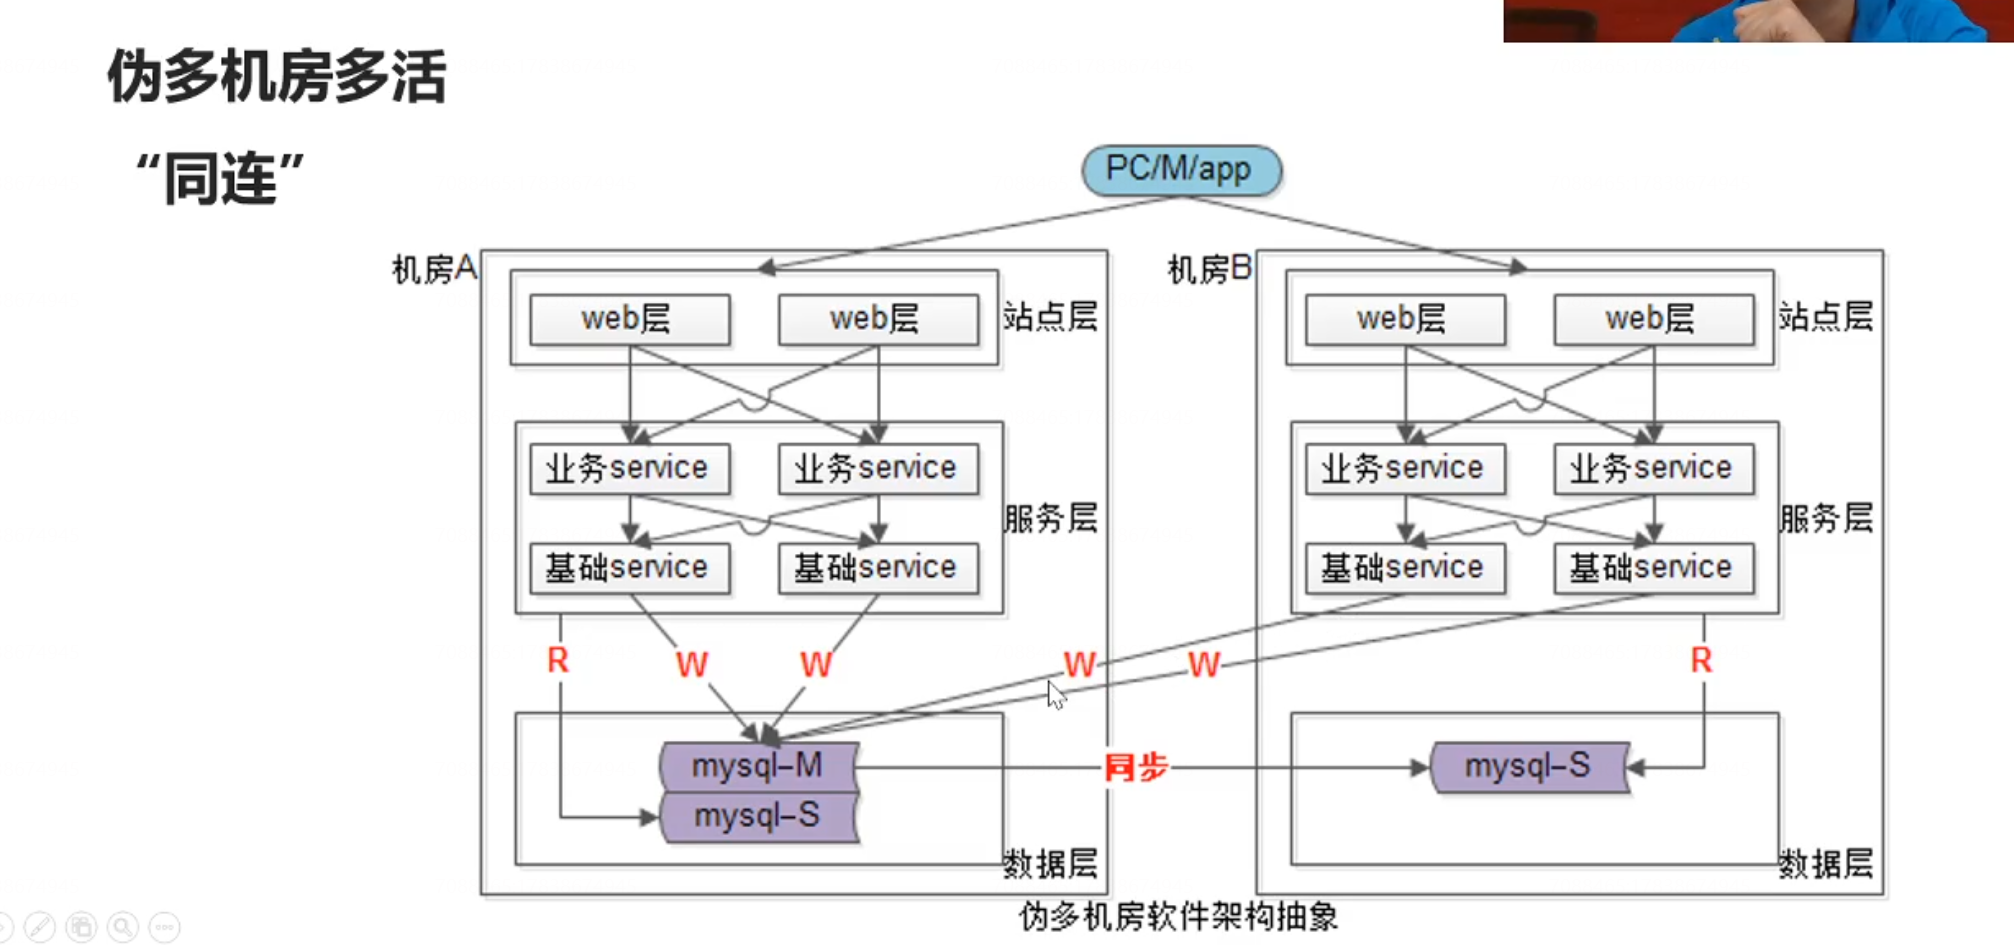 伪多机房多活
“同连”
PC/M/app
机房A
机房B
web层
web层
站点层
web层
web层
站点层
业务service
业务service
业务service
业务service
服务层
服务层
基础service
基础service
基础service
基础service
R
W
W
W
W
R
mysql-M
同步
mysql-S
mysql-S
数据层
数据层
伪多机房软件架构抽象